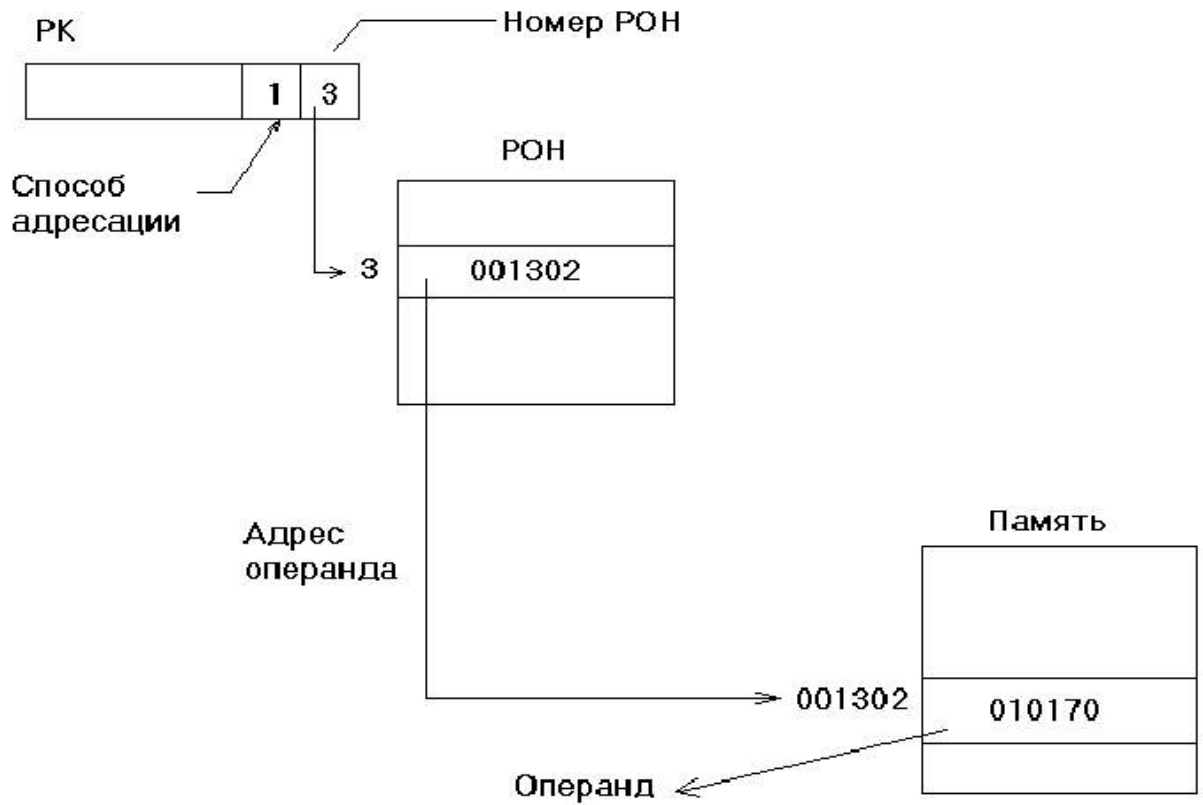 РК
Номер РОН
1 3
Способ
адресации
РОН
3 001302
Адрес
операнда
Память
001302 010170
Операнд